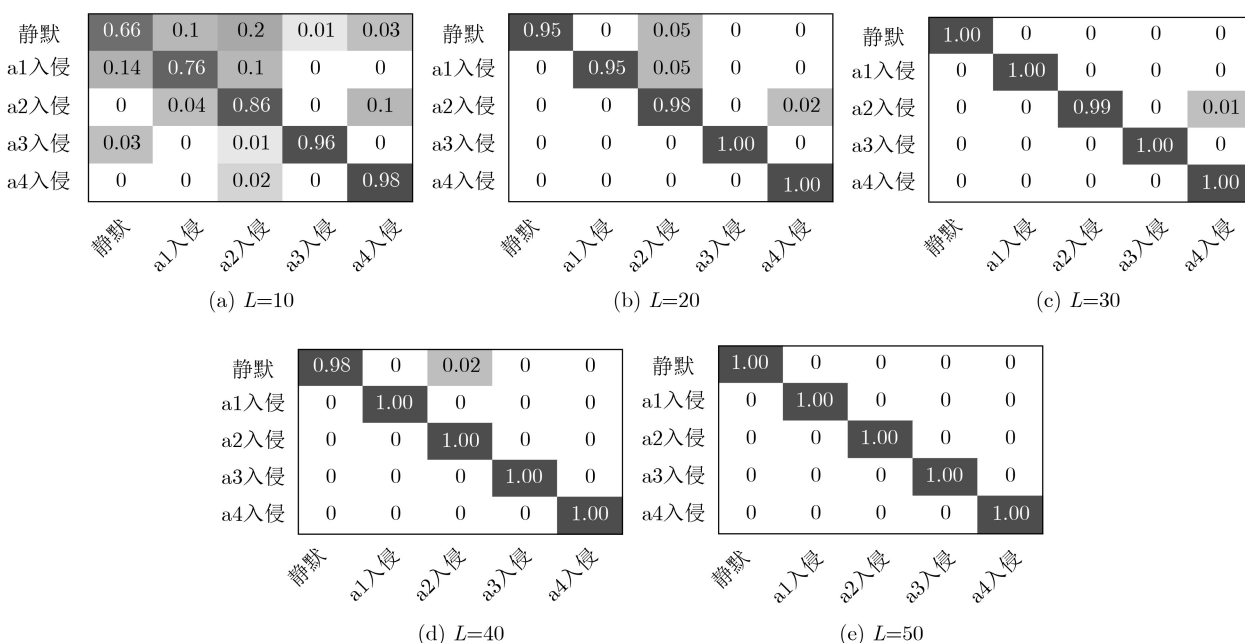 静默 0.66 0.1 0.2 0.01 0.03
a1入侵 0.14 0.76 0.1 0 0
a2入侵 0 0.04 0.86 0 0.1
a3入侵 0.03 0 0.01 0.96 0
a4入侵 0 0 0.02 0 0.98
静默 a1入侵 a2入侵 a3入侵 a4入侵
(a) L=10
静默 0.95 0 0.05 0 0
a1入侵 0 0.95 0.05 0 0
a2入侵 0 0 0.98 0 0.02
a3入侵 0 0 0 1.00 0
a4入侵 0 0 0 0 1.00
静默 a1入侵 a2入侵 a3入侵 a4入侵
(b) L=20
静默 1.00 0 0 0 0
a1入侵 0 1.00 0 0 0
a2入侵 0 0 0.99 0 0.01
a3入侵 0 0 0 1.00 0
a4入侵 0 0 0 0 1.00
静默 a1入侵 a2入侵 a3入侵 a4入侵
(c) L=30
静默 0.98 0 0.02 0 0
a1入侵 0 1.00 0 0 0
a2入侵 0 0 1.00 0 0
a3入侵 0 0 0 1.00 0
a4入侵 0 0 0 0 1.00
静默 a1入侵 a2入侵 a3入侵 a4入侵
(d) L=40
静默 1.00 0 0 0 0
a1入侵 0 1.00 0 0 0
a2入侵 0 0 1.00 0 0
a3入侵 0 0 0 1.00 0
a4入侵 0 0 0 0 1.00
静默 a1入侵 a2入侵 a3入侵 a4入侵
(e) L=50